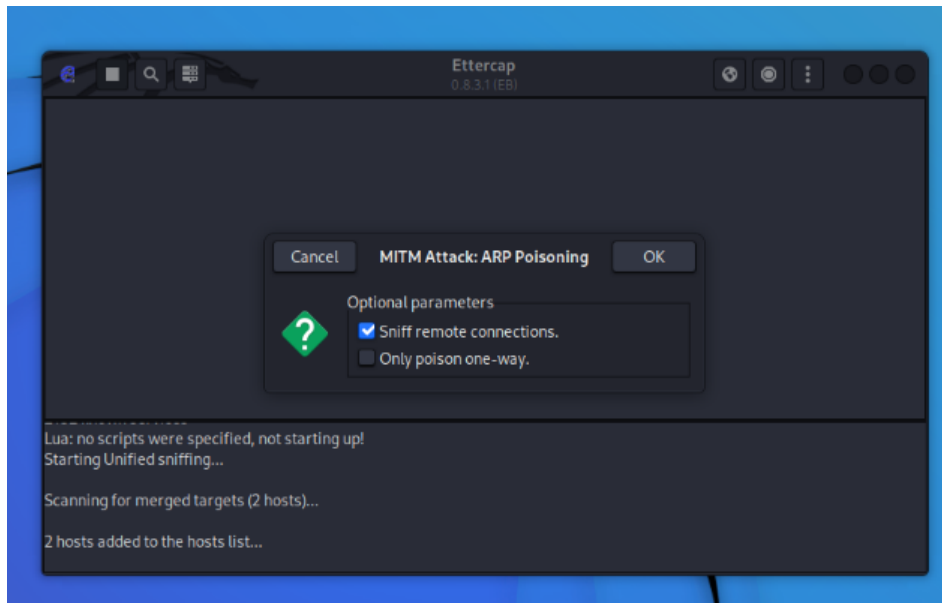 Ettercap
0.8.3.1 (EB)
Cancel
MITM Attack: ARP Poisoning
OK
Optional parameters
Sniff remote connections.
Only poison one-way.
Lua: no scripts were specified, not starting up!
Starting Unified sniffing...
Scanning for merged targets (2 hosts)...
2 hosts added to the hosts list...